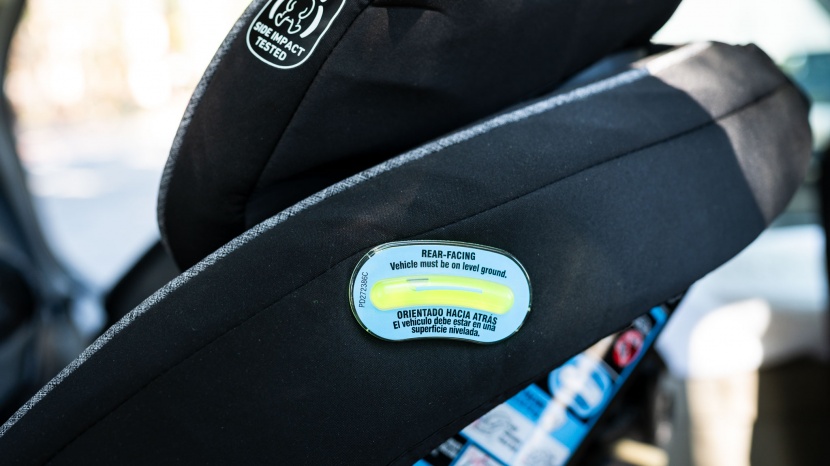 SIDE IMPACT
TESTED
REAR-FACING
Vehicle must be on level ground.
PD272386C
ORIENTADO HACIA ATRÁS
El vehículo debe estar en una
superficie nivelada.